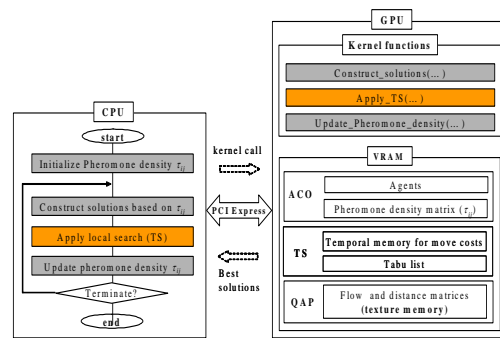 GPU
Kernel functions
Construct_solutions(…)
Apply_TS(…)
Update_Pheromone_density(…)
CPU
start
Initialize Pheromone density τij
Construct solutions based on τij
Apply local search (TS)
Update pheromone density τij
Terminate?
end
kernel call
PCI Express
Best
solutions
VRAM
ACO
Agents
Pheromone density matrix (τij)
TS
Temporal memory for move costs
Tabu list
QAP
Flow and distance matrices
(texture memory)